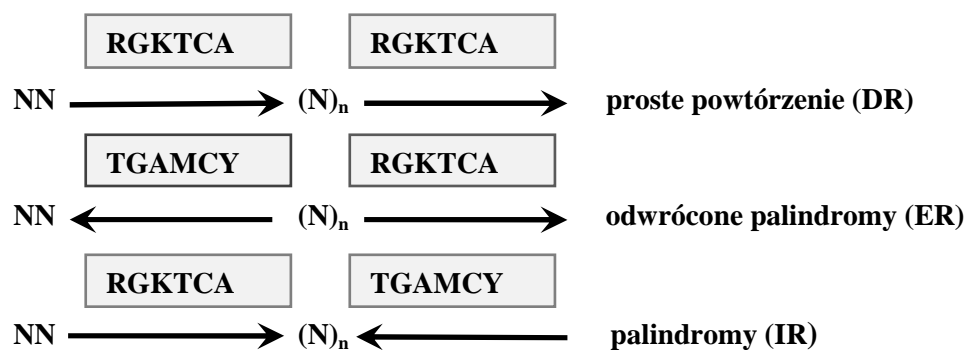 RGKTCA RGKTCA
NN (N)n proste powtórzenie (DR)
TGAMCY RGKTCA
NN (N)n odwrócone palindromy (ER)
RGKTCA TGAMCY
NN (N)n palindromy (IR)